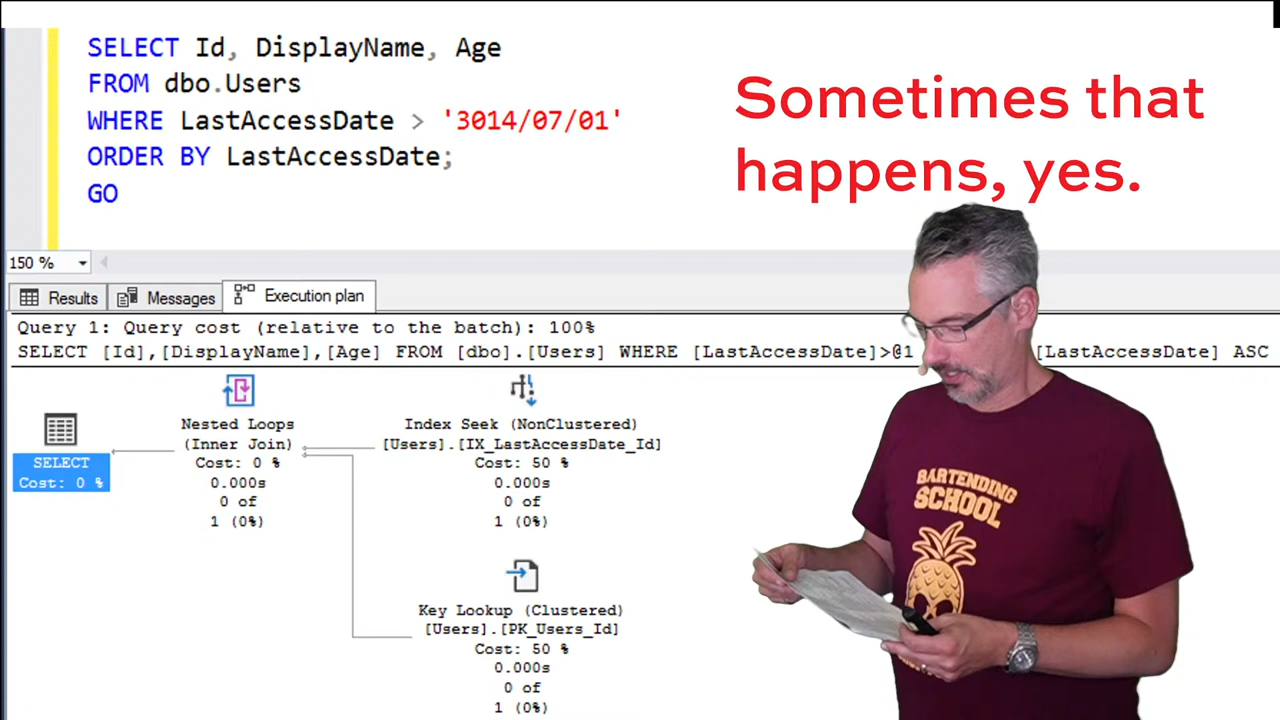 SELECT Id, DisplayName, Age
FROM dbo.Users
WHERE LastAccessDate > '3014/07/01'
ORDER BY LastAccessDate;
GO
Sometimes that
happens, yes.
150 %
Results
Messages
Execution plan
Query 1: Query cost (relative to the batch): 100%
SELECT [Id],[DisplayName],[Age] FROM [dbo].[Users] WHERE [LastAccessDate]>@1 [LastAccessDate] ASC
SELECT
Cost: 0 %
Nested Loops
(Inner Join)
Cost: 0 %
0.000s
0 of
1 (0%)
Index Seek (NonClustered)
[Users].[IX_LastAccessDate_Id]
Cost: 50 %
0.000s
0 of
1 (0%)
Key Lookup (Clustered)
[Users].[PK_Users_Id]
Cost: 50 %
0.000s
0 of
1 (0%)
BARTENDING
SCHOOL